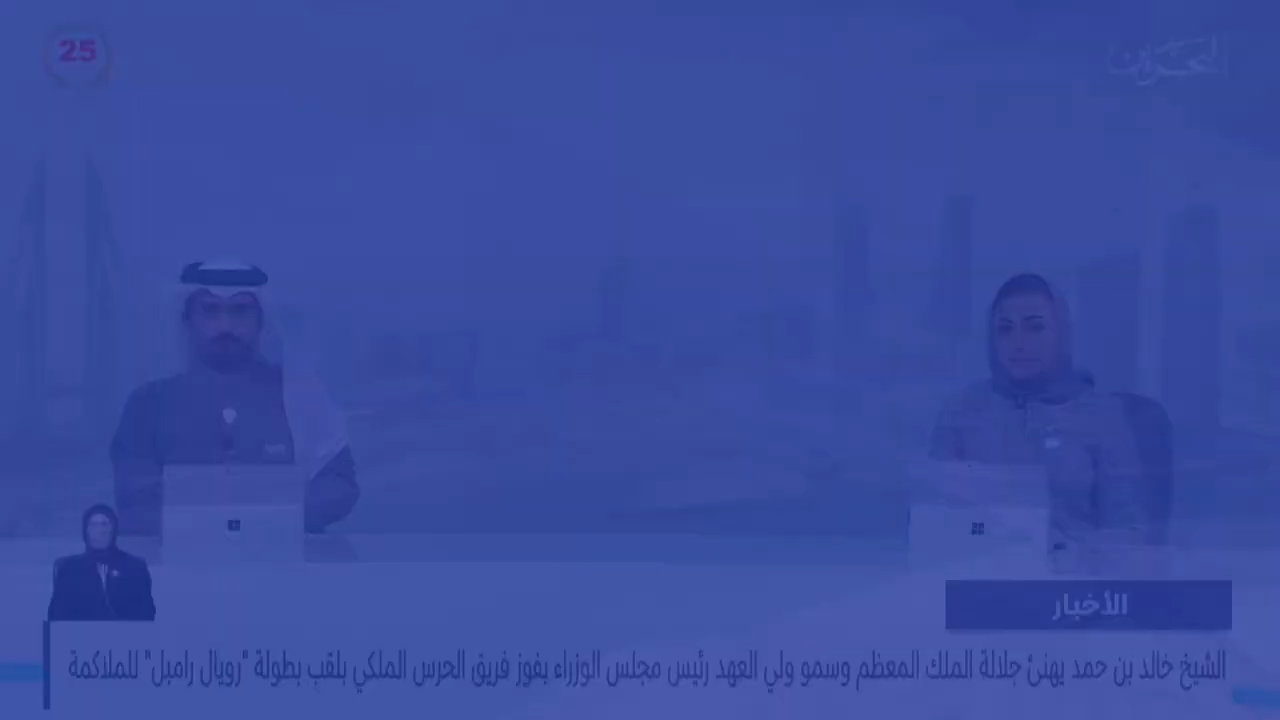 25
البحرين
الأخبار
الشيخ خالد بن حمد يهنئ جلالة الملك المعظم وسمو ولي العهد رئيس مجلس الوزراء بفوز فريق الحرس الملكي بلقب بطولة "رويال رامبل" للملاكمة